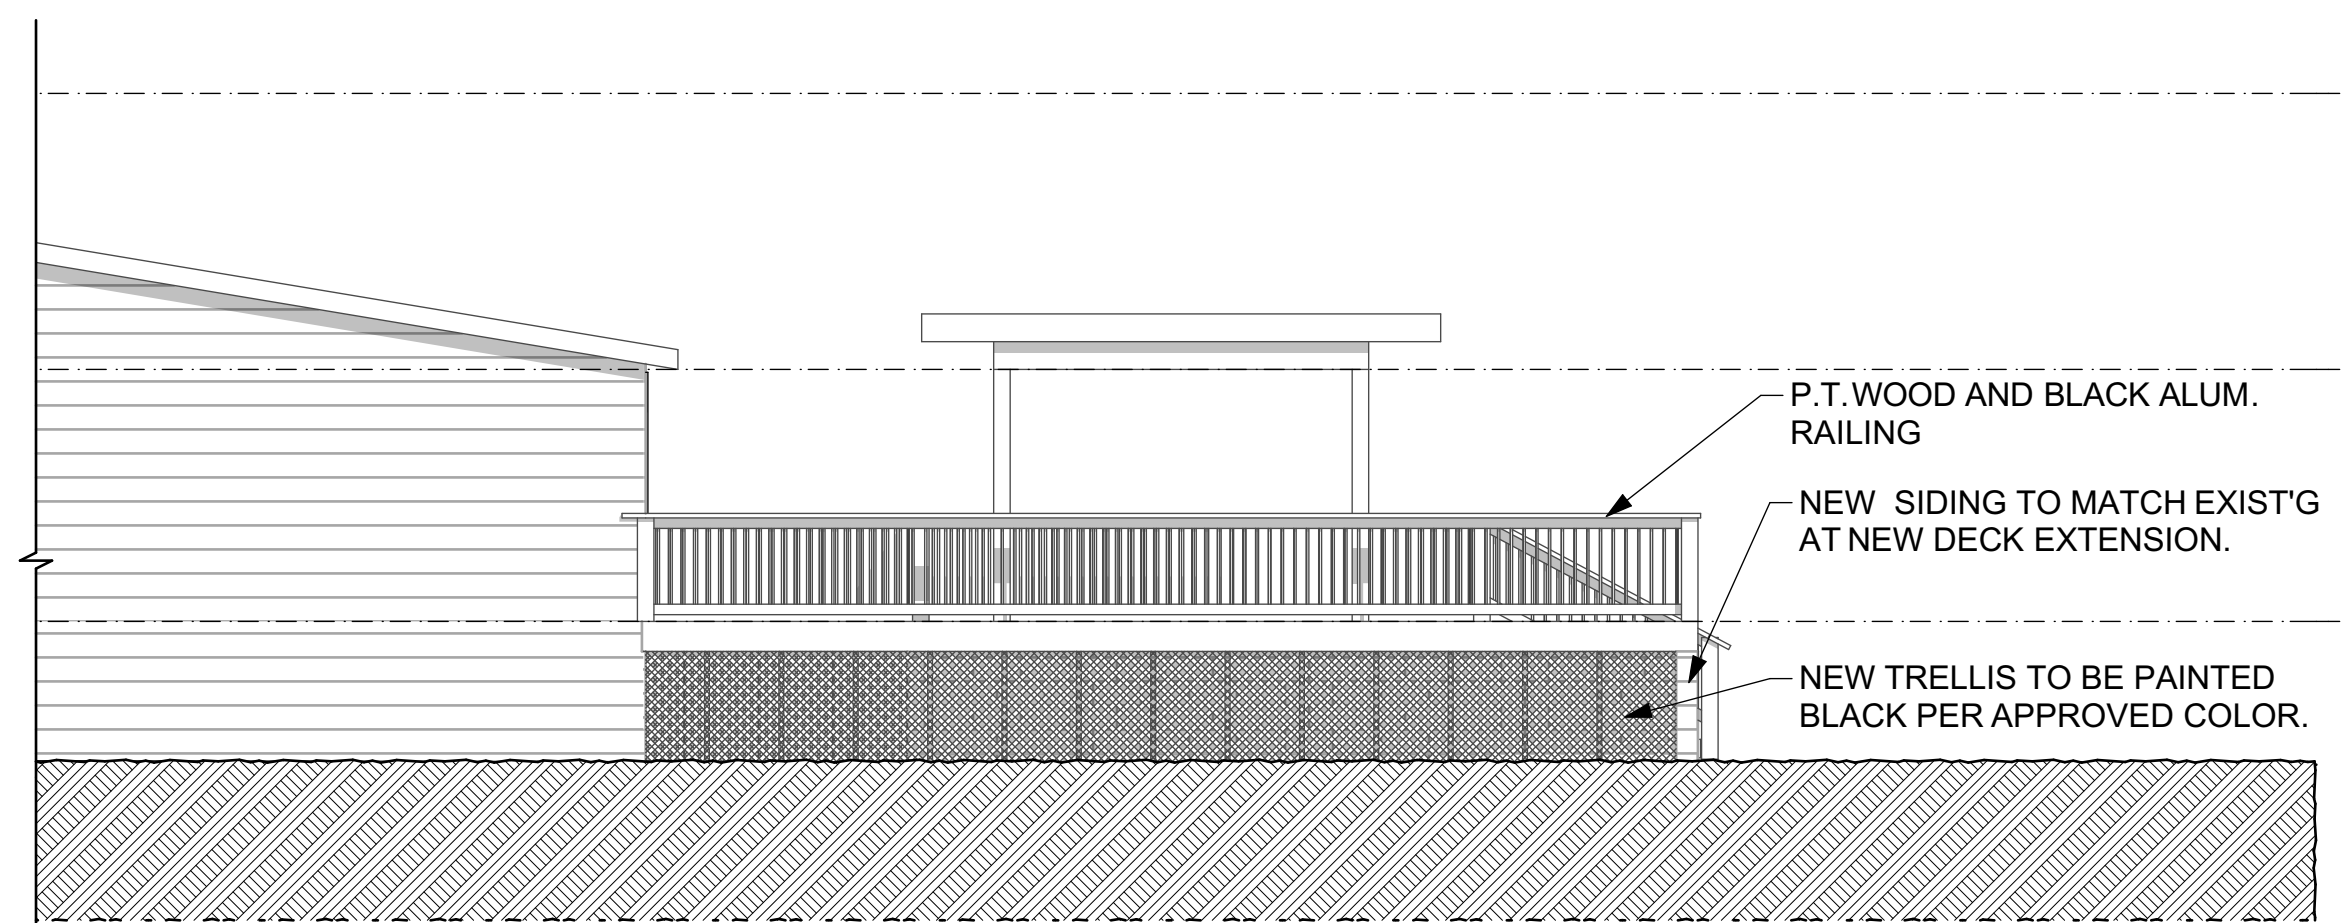 P.T. WOOD AND BLACK ALUM.
RAILING
NEW SIDING TO MATCH EXIST'G
AT NEW DECK EXTENSION.
NEW TRELLIS TO BE PAINTED
BLACK PER APPROVED COLOR.